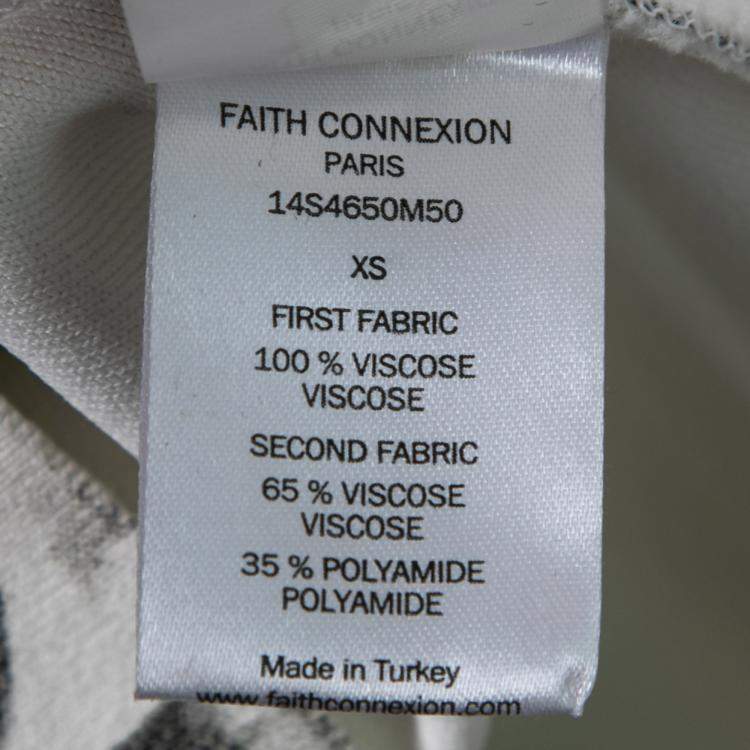 FAITH CONNEXION
PARIS
14S4650M50
XS
FIRST FABRIC
100 % VISCOSE
VISCOSE
SECOND FABRIC
65 % VISCOSE
VISCOSE
35 % POLYAMIDE
POLYAMIDE
Made in Turkey
www.faithconnexion.com